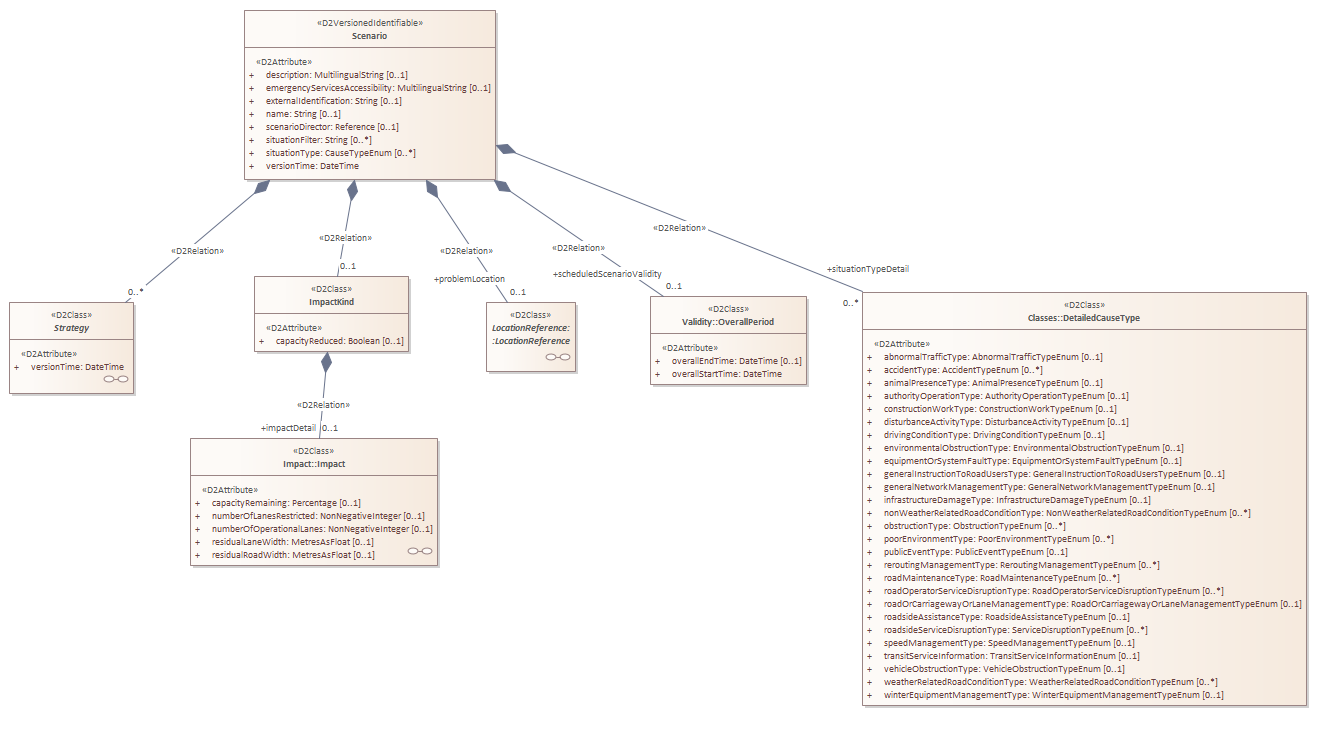 «D2VersionedIdentifiable»
Scenario
«D2Attribute»
+ description: MultilingualString [0..1]
+ emergencyServicesAccessibility: MultilingualString [0..1]
+ externalIdentification: String [0..1]
+ name: String [0..1]
+ scenarioDirector: Reference [0..1]
+ situationFilter: String [0..*]
+ situationType: CauseTypeEnum [0..*]
+ versionTime: DateTime
«D2Relation»
0..*
«D2Relation»
0..1
«D2Relation»
+problemLocation
0..1
«D2Relation»
+scheduledScenarioValidity
0..1
«D2Relation»
+situationTypeDetail
0..*
«D2Class»
Strategy
«D2Attribute»
+ versionTime: DateTime
«D2Class»
ImpactKind
«D2Attribute»
+ capacityReduced: Boolean [0..1]
«D2Class»
LocationReference:
:LocationReference
«D2Class»
Validity::OverallPeriod
«D2Attribute»
+ overallEndTime: DateTime [0..1]
+ overallStartTime: DateTime
«D2Relation»
+impactDetail 0..1
«D2Class»
Impact::Impact
«D2Attribute»
+ capacityRemaining: Percentage [0..1]
+ numberOfLanesRestricted: NonNegativeInteger [0..1]
+ numberOfOperationalLanes: NonNegativeInteger [0..1]
+ residualLaneWidth: MetresAsFloat [0..1]
+ residualRoadWidth: MetresAsFloat [0..1]
«D2Class»
Classes::DetailedCauseType
«D2Attribute»
+ abnormalTrafficType: AbnormalTrafficTypeEnum [0..1]
+ accidentType: AccidentTypeEnum [0..*]
+ animalPresenceType: AnimalPresenceTypeEnum [0..1]
+ authorityOperationType: AuthorityOperationTypeEnum [0..1]
+ constructionWorkType: ConstructionWorkTypeEnum [0..1]
+ disturbanceActivityType: DisturbanceActivityTypeEnum [0..1]
+ drivingConditionType: DrivingConditionTypeEnum [0..1]
+ environmentalObstructionType: EnvironmentalObstructionTypeEnum [0..1]
+ equipmentOrSystemFaultType: EquipmentOrSystemFaultTypeEnum [0..1]
+ generalInstructionToRoadUsersType: GeneralInstructionToRoadUsersTypeEnum [0..1]
+ generalNetworkManagementType: GeneralNetworkManagementTypeEnum [0..1]
+ infrastructureDamageType: InfrastructureDamageTypeEnum [0..1]
+ nonWeatherRelatedRoadConditionType: NonWeatherRelatedRoadConditionTypeEnum [0..*]
+ obstructionType: ObstructionTypeEnum [0..*]
+ poorEnvironmentType: PoorEnvironmentTypeEnum [0..*]
+ publicEventType: PublicEventTypeEnum [0..1]
+ reroutingManagementType: ReroutingManagementTypeEnum [0..*]
+ roadMaintenanceType: RoadMaintenanceTypeEnum [0..*]
+ roadOperatorServiceDisruptionType: RoadOperatorServiceDisruptionTypeEnum [0..*]
+ roadOrCarriagewayOrLaneManagementType: RoadOrCarriagewayOrLaneManagementTypeEnum [0..1]
+ roadsideAssistanceType: RoadsideAssistanceTypeEnum [0..1]
+ roadsideServiceDisruptionType: ServiceDisruptionTypeEnum [0..*]
+ speedManagementType: SpeedManagementTypeEnum [0..1]
+ transitServiceInformation: TransitServiceInformationEnum [0..1]
+ vehicleObstructionType: VehicleObstructionTypeEnum [0..1]
+ weatherRelatedRoadConditionType: WeatherRelatedRoadConditionTypeEnum [0..*]
+ winterEquipmentManagementType: WinterEquipmentManagementTypeEnum [0..1]